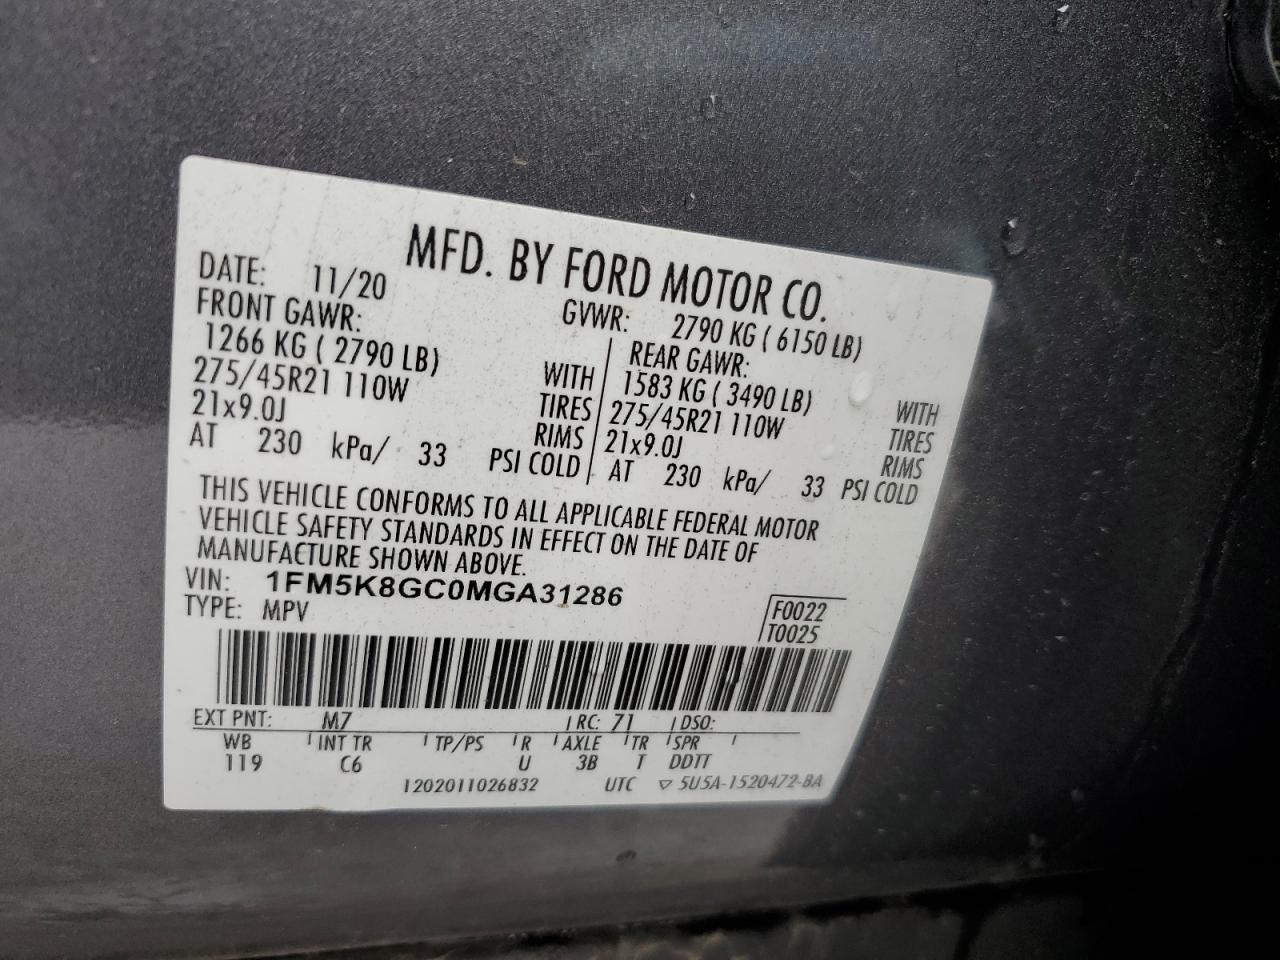 MFD. BY FORD MOTOR CO.
DATE: 11/20 GVWR: 2790 KG ( 6150 LB)
FRONT GAWR: REAR GAWR:
1266 KG ( 2790 LB) WITH 1583 KG ( 3490 LB) WITH
275/45R21 110W TIRES 275/45R21 110W TIRES
21x9.0J RIMS 21x9.0J RIMS
AT 230 kPa/ 33 PSI COLD AT 230 kPa/ 33 PSI COLD
THIS VEHICLE CONFORMS TO ALL APPLICABLE FEDERAL MOTOR
VEHICLE SAFETY STANDARDS IN EFFECT ON THE DATE OF
MANUFACTURE SHOWN ABOVE.
VIN: 1FM5K8GC0MGA31286
TYPE: MPV
F0022
T0025
EXT PNT: M7 RC: 71 DSO:
WB INT TR TP/PS R AXLE TR SPR
119 C6 U 3B T DDTT
1202011026832 UTC ▽ 5U5A-1520472-BA